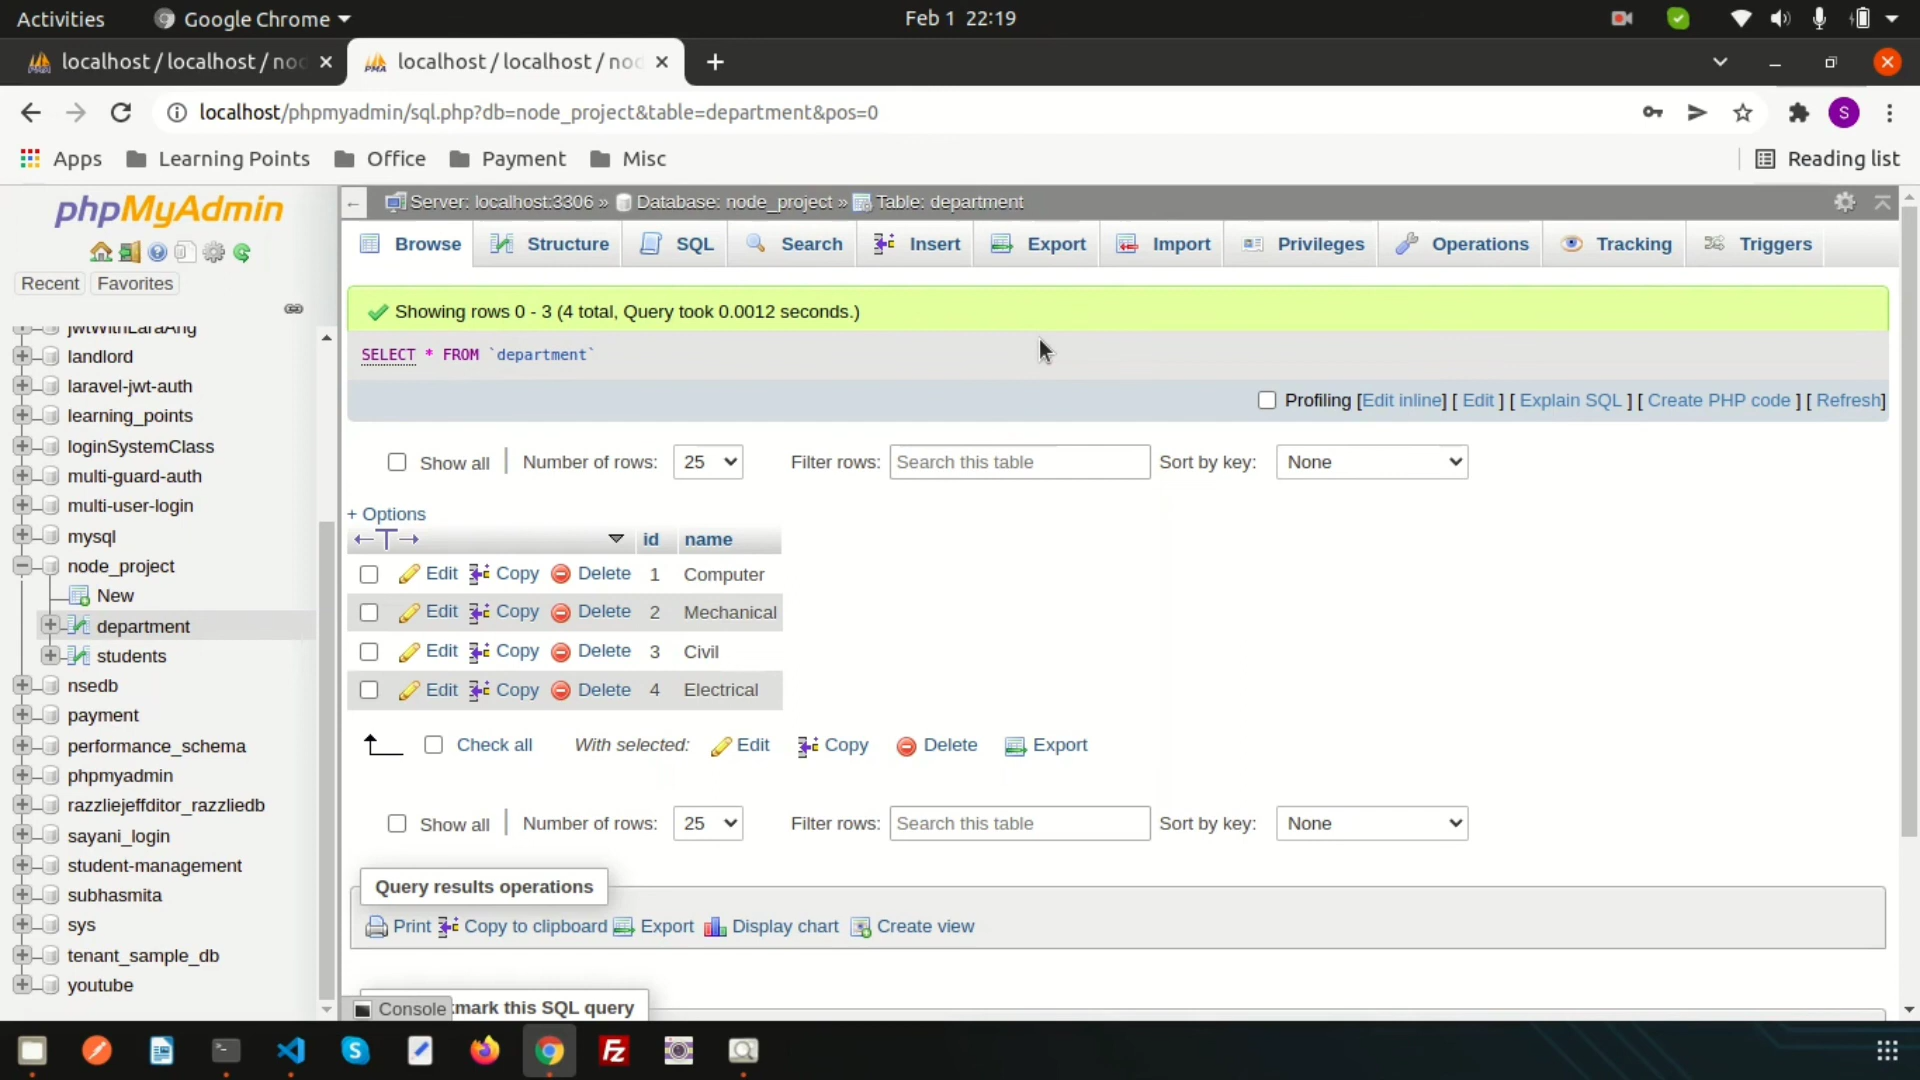 Activities Google Chrome Feb 1 22:19
localhost / localhost / noc localhost / localhost / noc
localhost/phpmyadmin/sql.php?db=node_project&table=department&pos=0 S
Apps Learning Points Office Payment Misc Reading list
phpMyAdmin
Recent Favorites
jwtWithLaraAng
landlord
laravel-jwt-auth
learning_points
loginSystemClass
multi-guard-auth
multi-user-login
mysql
node_project
New
department
students
nsedb
payment
performance_schema
phpmyadmin
razzliejeffditor_razzliedb
sayani_login
student-management
subhasmita
sys
tenant_sample_db
youtube
Server: localhost:3306 » Database: node_project » Table: department
Browse Structure SQL Search Insert Export Import Privileges Operations Tracking Triggers
Showing rows 0 - 3 (4 total, Query took 0.0012 seconds.)
SELECT * FROM `department`
Profiling [Edit inline] [ Edit ] [ Explain SQL ] [ Create PHP code ] [ Refresh]
Show all | Number of rows: 25 Filter rows: Search this table Sort by key: None
+ Options
←T→ id name
Edit Copy Delete 1 Computer
Edit Copy Delete 2 Mechanical
Edit Copy Delete 3 Civil
Edit Copy Delete 4 Electrical
Check all With selected: Edit Copy Delete Export
Show all | Number of rows: 25 Filter rows: Search this table Sort by key: None
Query results operations
Print Copy to clipboard Export Display chart Create view
Console kmark this SQL query